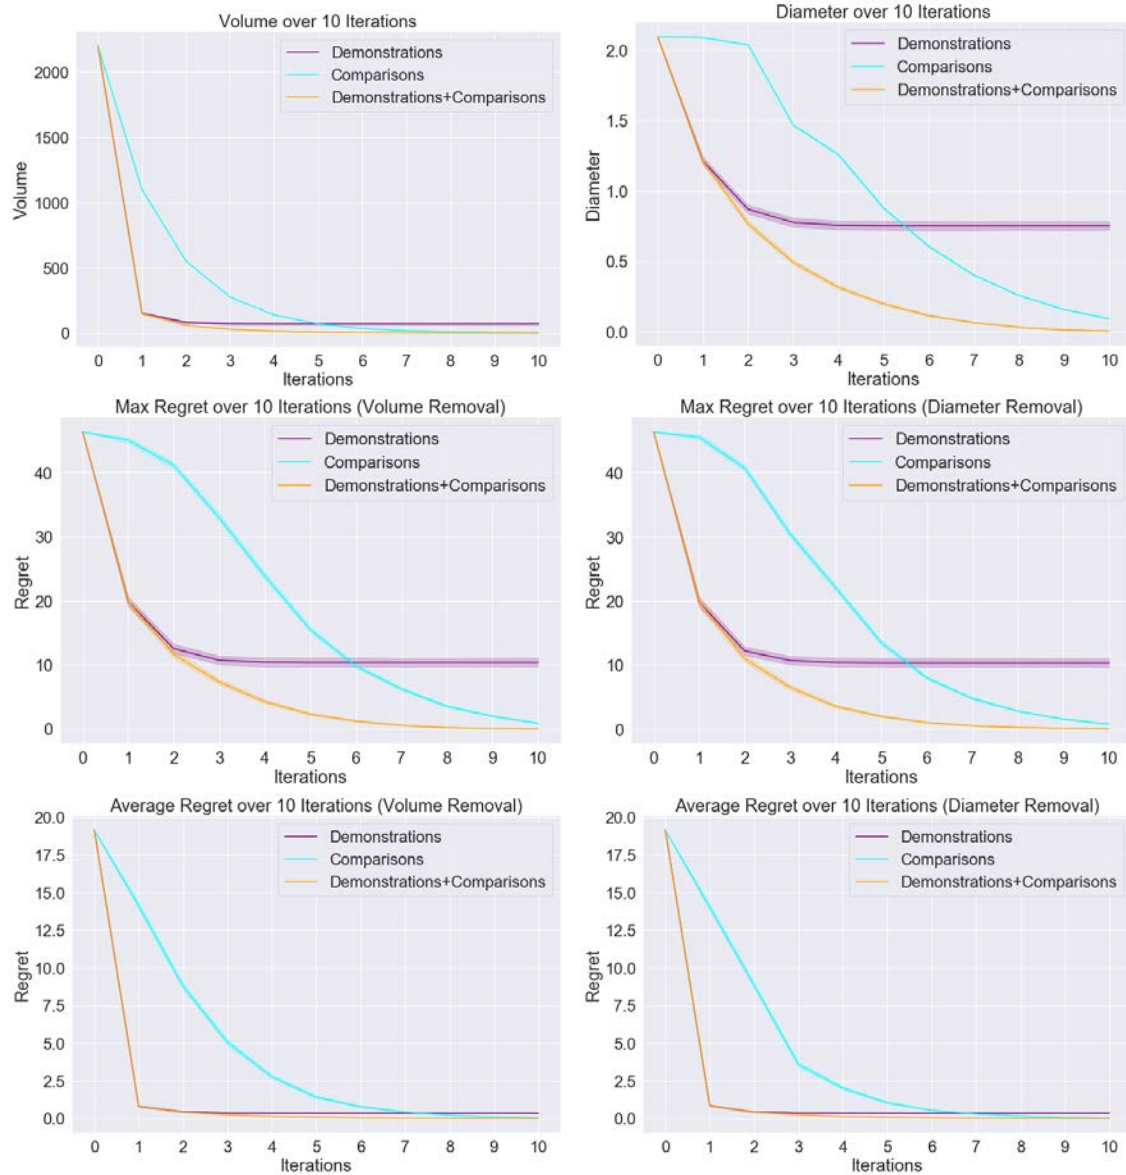 Volume over 10 Iterations
Demonstrations
Comparisons
Demonstrations+Comparisons
2000
1500
1000
500
0
Volume
0 1 2 3 4 5 6 7 8 9 10
Iterations
Diameter over 10 Iterations
Demonstrations
Comparisons
Demonstrations+Comparisons
2.0
1.5
1.0
0.5
0.0
Diameter
0 1 2 3 4 5 6 7 8 9 10
Iterations
Max Regret over 10 Iterations (Volume Removal)
Demonstrations
Comparisons
Demonstrations+Comparisons
40
30
20
10
0
Regret
0 1 2 3 4 5 6 7 8 9 10
Iterations
Max Regret over 10 Iterations (Diameter Removal)
Demonstrations
Comparisons
Demonstrations+Comparisons
40
30
20
10
0
Regret
0 1 2 3 4 5 6 7 8 9 10
Iterations
Average Regret over 10 Iterations (Volume Removal)
Demonstrations
Comparisons
Demonstrations+Comparisons
20.0
17.5
15.0
12.5
10.0
7.5
5.0
2.5
0.0
Regret
0 1 2 3 4 5 6 7 8 9 10
Iterations
Average Regret over 10 Iterations (Diameter Removal)
Demonstrations
Comparisons
Demonstrations+Comparisons
20.0
17.5
15.0
12.5
10.0
7.5
5.0
2.5
0.0
Regret
0 1 2 3 4 5 6 7 8 9 10
Iterations